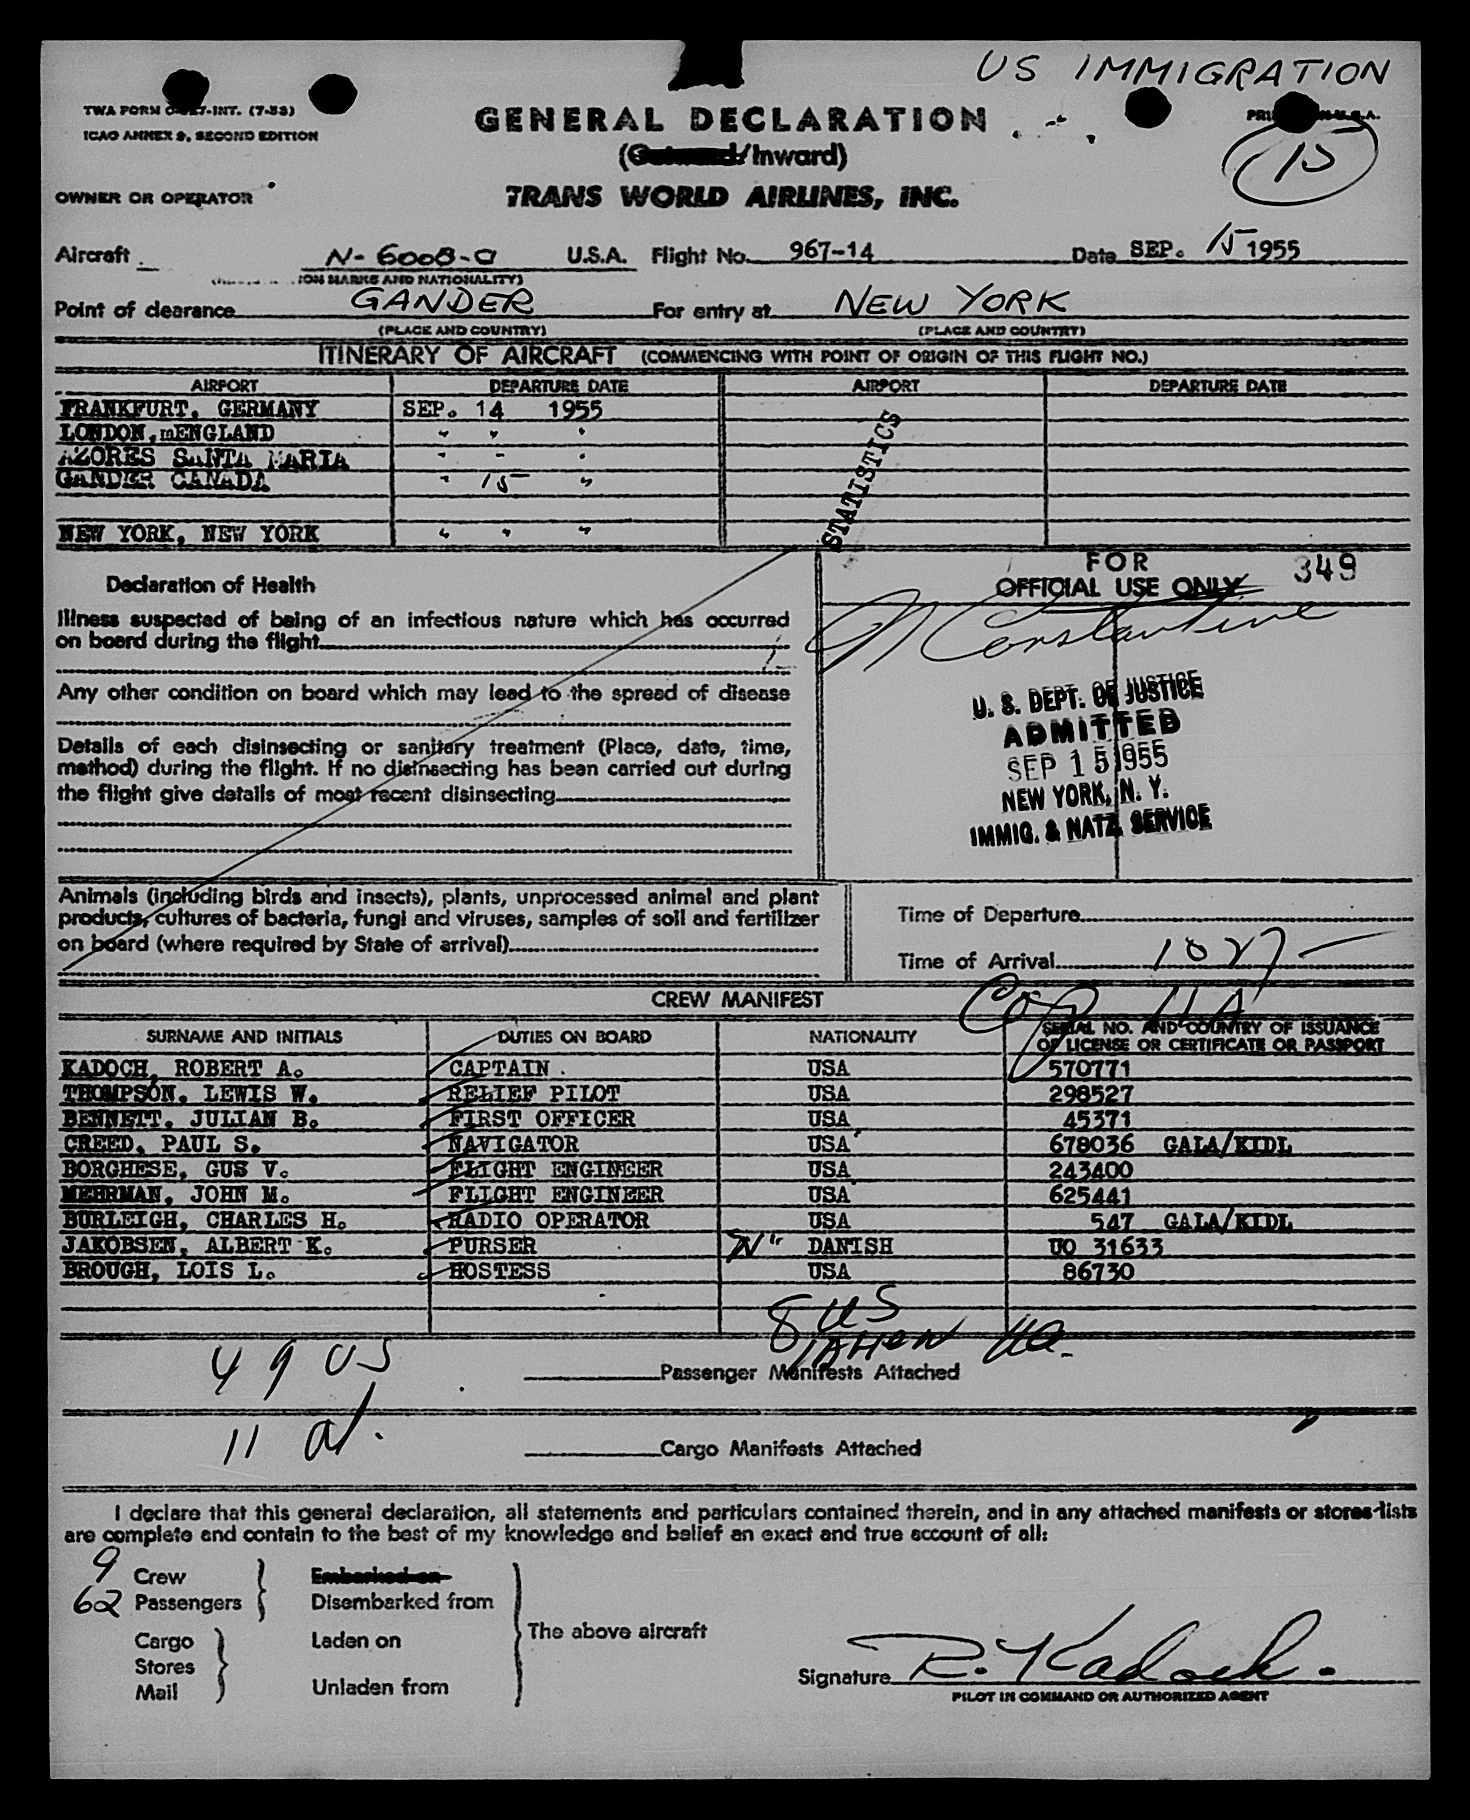 US IMMIGRATION
TWA FORM INT. (7-53)
ICAO ANNEX 9, SECOND EDITION
GENERAL DECLARATION
(Outward/Inward)
15
OWNER OR OPERATOR
TRANS WORLD AIRLINES, INC.
Aircraft N-6008-C U.S.A. Flight No. 967-14 Date SEP. 15 1955
ION MARKS AND NATIONALITY)
Point of clearance GANDER For entry at NEW YORK
(PLACE AND COUNTRY) (PLACE AND COUNTRY)
ITINERARY OF AIRCRAFT (COMMENCING WITH POINT OF ORIGIN OF THIS FLIGHT NO.)
AIRPORT DEPARTURE DATE AIRPORT DEPARTURE DATE
FRANKFURT, GERMANY SEP. 14 1955
LONDON,mENGLAND " " "
AZORES SANTA MARIA " " "
GANDER CANADA " 15 "
NEW YORK, NEW YORK " " "
STATISTICS
FOR
OFFICIAL USE ONLY 349
Declaration of Health
Illness suspected of being of an infectious nature which has occurred
on board during the flight
Constantine
Any other condition on board which may lead to the spread of disease
U. S. DEPT. OF JUSTICE
ADMITTED
SEP 15 1955
NEW YORK, N. Y.
IMMIG. & NATZ. SERVICE
Details of each disinsecting or sanitary treatment (Place, date, time,
method) during the flight. If no disinsecting has been carried out during
the flight give details of most recent disinsecting
Animals (including birds and insects), plants, unprocessed animal and plant
products, cultures of bacteria, fungi and viruses, samples of soil and fertilizer
on board (where required by State of arrival)
Time of Departure
Time of Arrival 1027
CREW MANIFEST
SURNAME AND INITIALS DUTIES ON BOARD NATIONALITY SERIAL NO. AND COUNTRY OF ISSUANCE
OF LICENSE OR CERTIFICATE OR PASSPORT
KADOCH, ROBERT A. CAPTAIN USA 570771
THOMPSON, LEWIS W. RELIEF PILOT USA 298527
BENNETT, JULIAN B. FIRST OFFICER USA 45371
CREED, PAUL S. NAVIGATOR USA 678036 GALA/KIDL
BORGHESE, GUS V. FLIGHT ENGINEER USA 243400
MEHRMAN, JOHN M. FLIGHT ENGINEER USA 625441
BURLEIGH, CHARLES H. RADIO OPERATOR USA 547 GALA/KIDL
JAKOBSEN, ALBERT K. PURSER DANISH UO 31633
BROUGH, LOIS L. HOSTESS USA 86730
8 US
49 US
Passenger Manifests Attached
11 al.
Cargo Manifests Attached
I declare that this general declaration, all statements and particulars contained therein, and in any attached manifests or stores-lists
are complete and contain to the best of my knowledge and belief an exact and true account of all:
9 Crew Embarked on
62 Passengers Disembarked from
The above aircraft
Cargo Laden on
Stores
Mail Unladen from
Signature R. Kadoch.
PILOT IN COMMAND OR AUTHORIZED AGENT